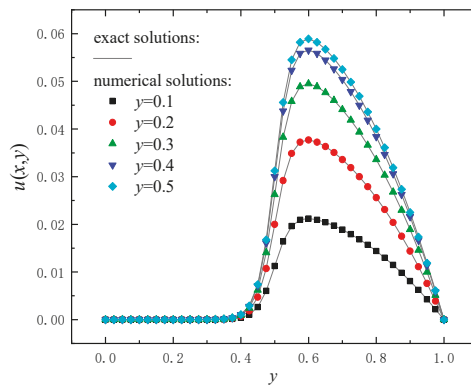 exact solutions:
numerical solutions:
y=0.1
y=0.2
y=0.3
y=0.4
y=0.5
u(x,y)
0.06
0.05
0.04
0.03
0.02
0.01
0.00
0.0 0.2 0.4 0.6 0.8 1.0
y